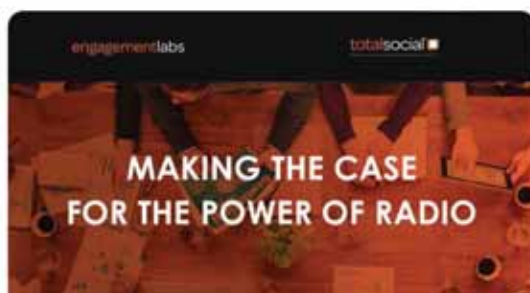 engagementlabs
totalsocial
MAKING THE CASE
FOR THE POWER OF RADIO